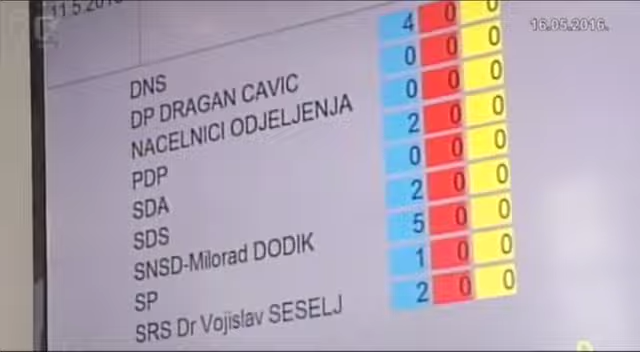 16.05.2016.
DNS 4 0 0
DP DRAGAN CAVIC 0 0 0
NACELNICI ODJELJENJA 0 0 0
PDP 2 0 0
SDA 0 0 0
SDS 2 0 0
SNSD-Milorad DODIK 5 0 0
SP 1 0 0
SRS Dr Vojislav SESELJ 2 0 0